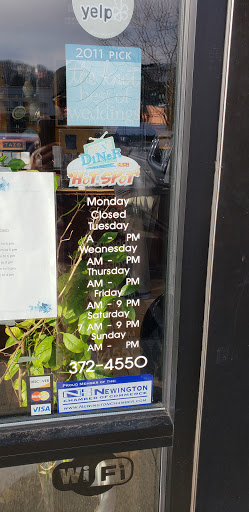 yelp
2011 PICK
weddings
DiNeR
HOT SPOT
Monday
Closed
Tuesday
A - PM
Weanesday
AM - PM
Thursday
AM - PM
Friday
AM - 9 PM
Saturday
7 AM - 9 PM
Sunday
AM - PM
372-4550
PROUD MEMBER OF THE
NEWINGTON
CHAMBER OF COMMERCE
VISA
WiFi